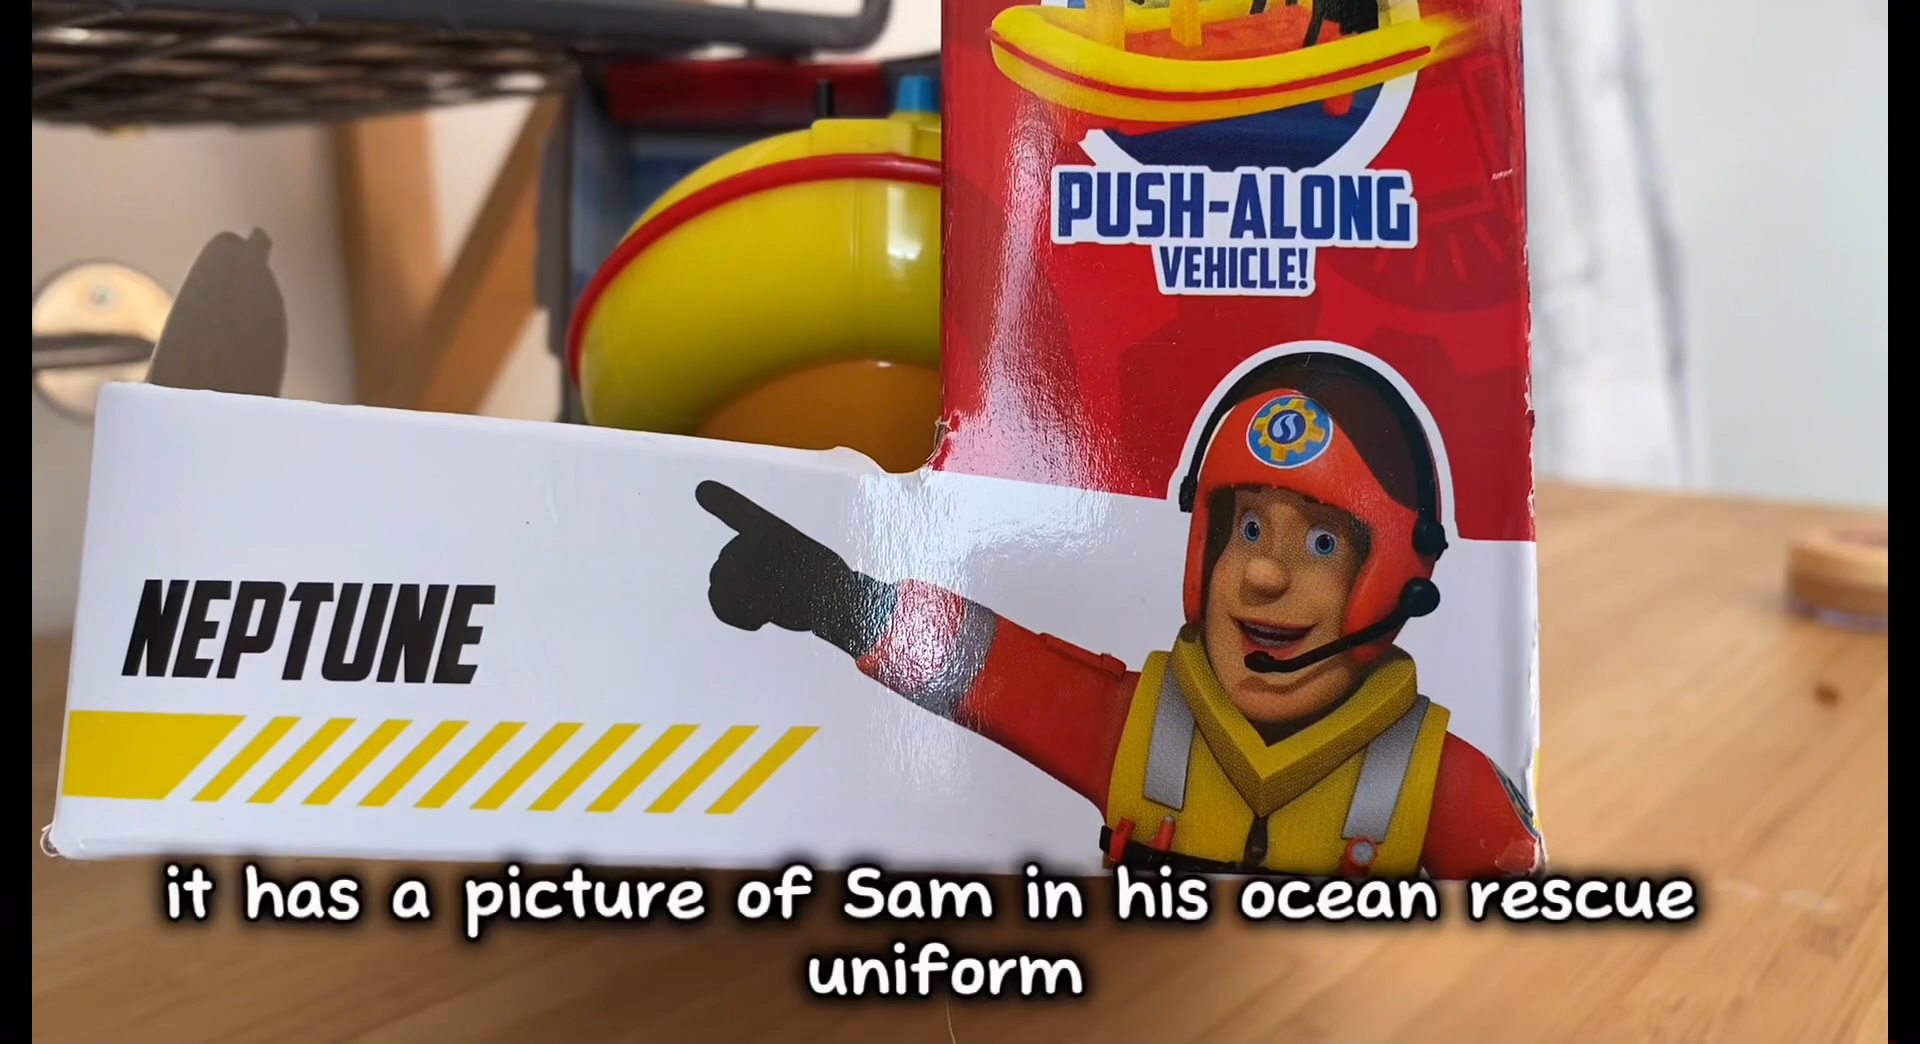 PUSH-ALONG
VEHICLE!
NEPTUNE
it has a picture of Sam in his ocean rescue
uniform